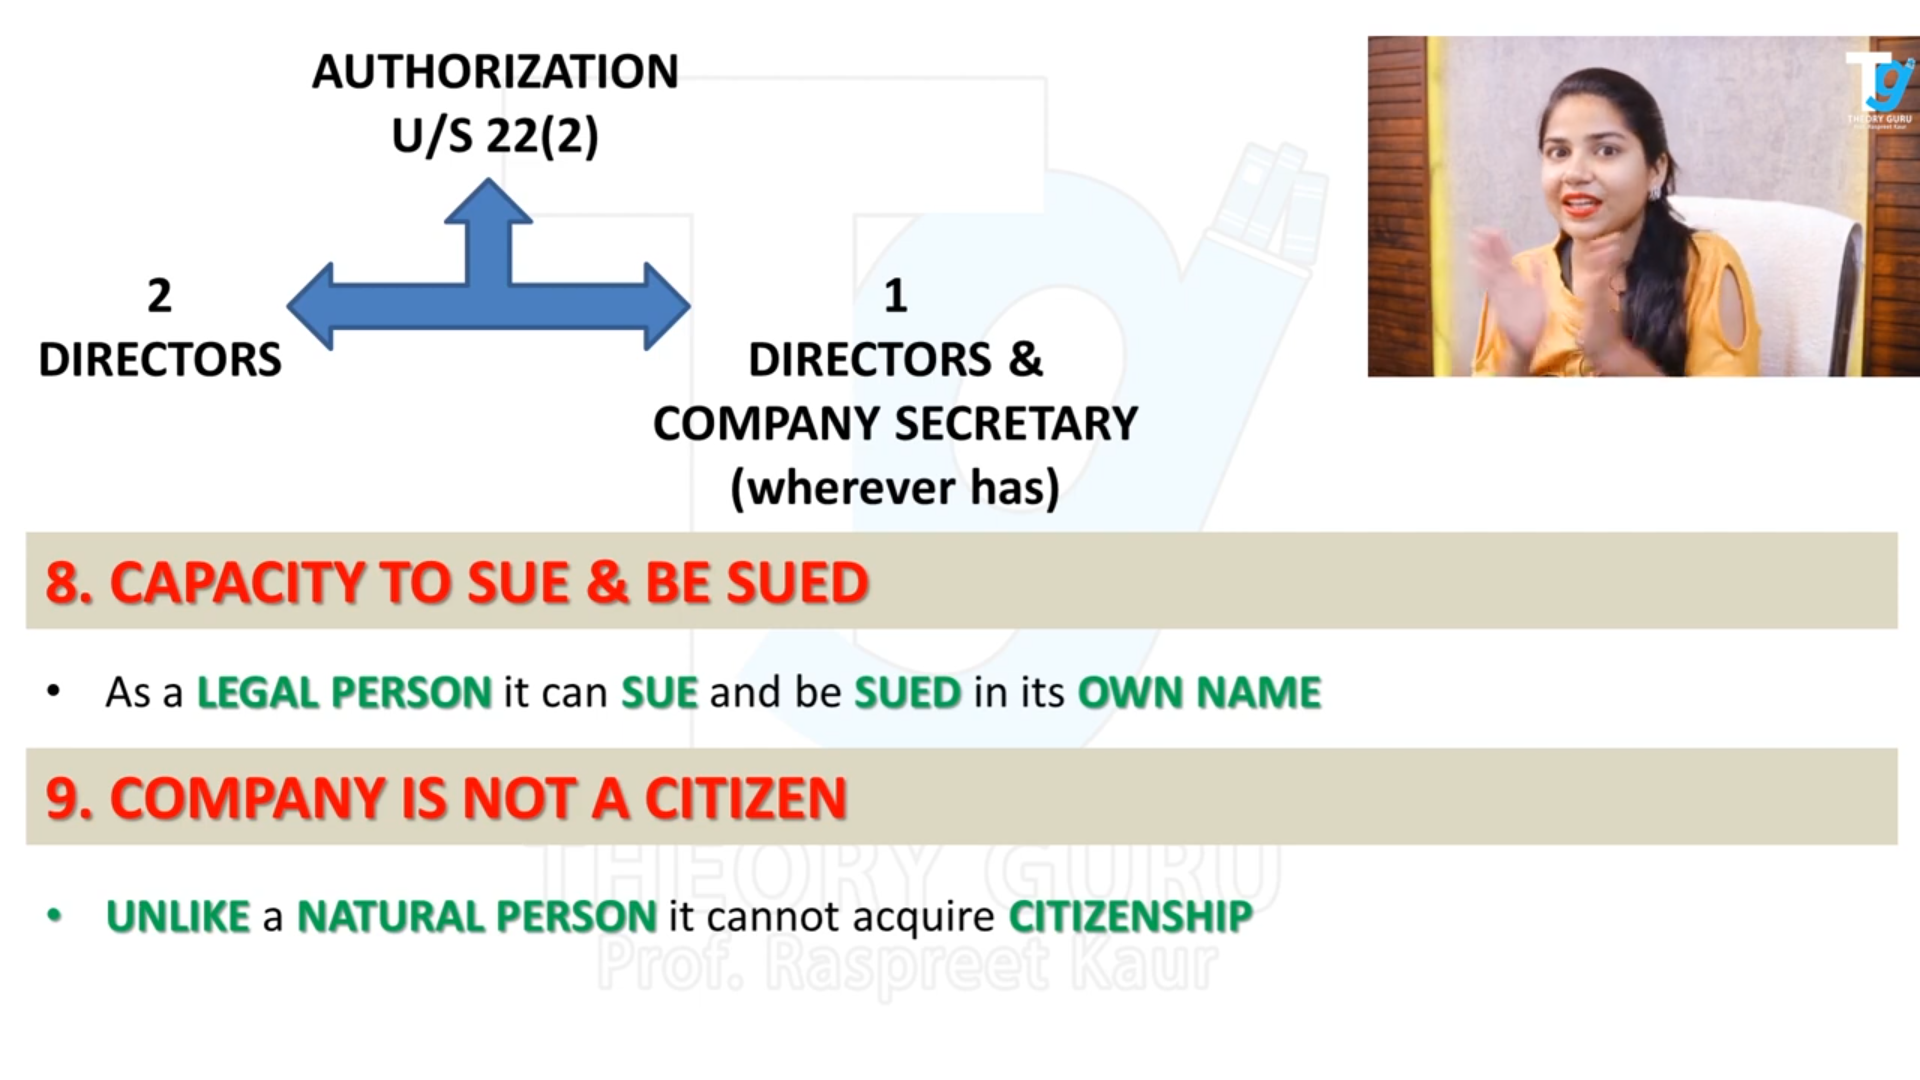 AUTHORIZATION
U/S 22(2)
2
DIRECTORS
1
DIRECTORS &
COMPANY SECRETARY
(wherever has)
8. CAPACITY TO SUE & BE SUED
• As a LEGAL PERSON it can SUE and be SUED in its OWN NAME
9. COMPANY IS NOT A CITIZEN
• UNLIKE a NATURAL PERSON it cannot acquire CITIZENSHIP
THEORY GURU
Prof. Raspreet Kaur
Tg
THEORY GURU
Prof. Raspreet Kaur